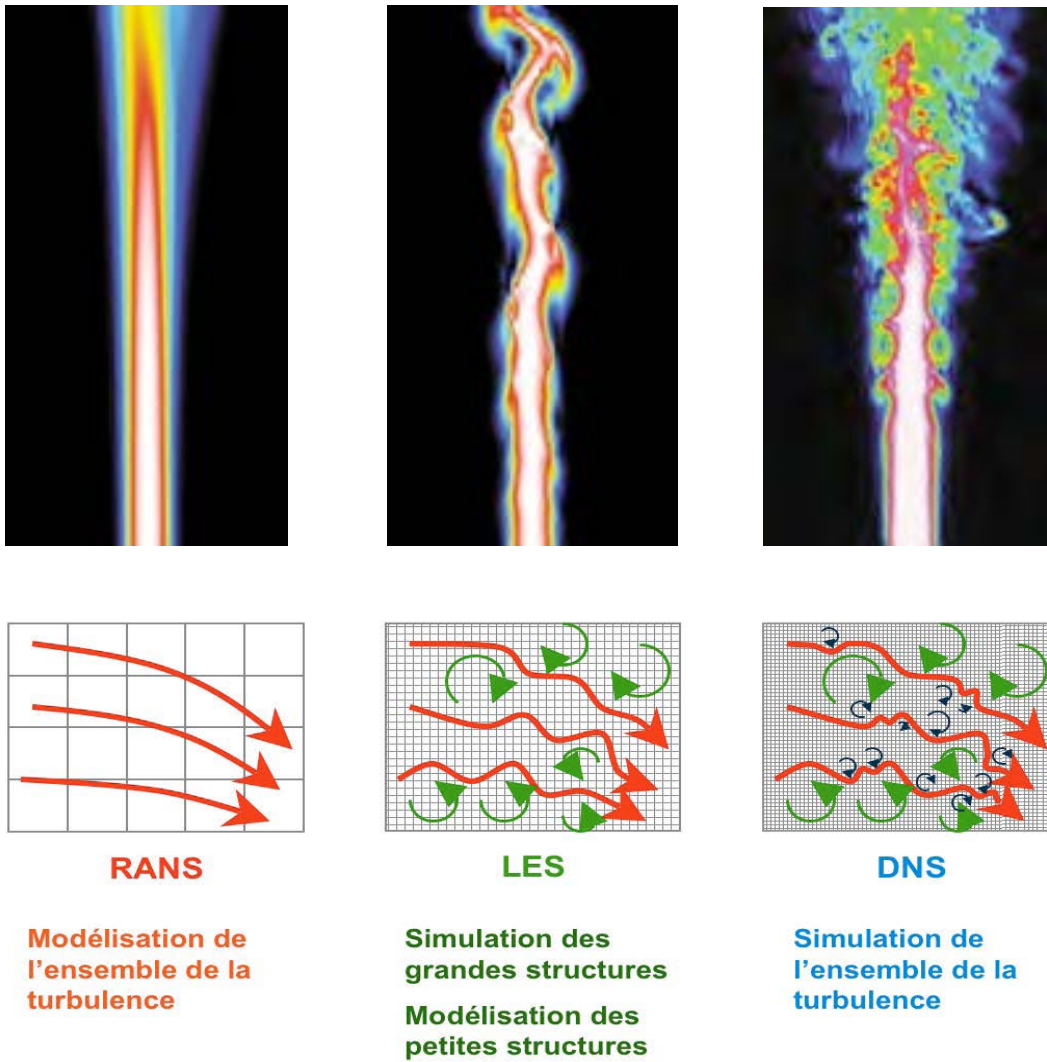 RANS
LES
DNS
Modélisation de
l’ensemble de la
turbulence
Simulation des
grandes structures
Modélisation des
petites structures
Simulation de
l’ensemble de la
turbulence